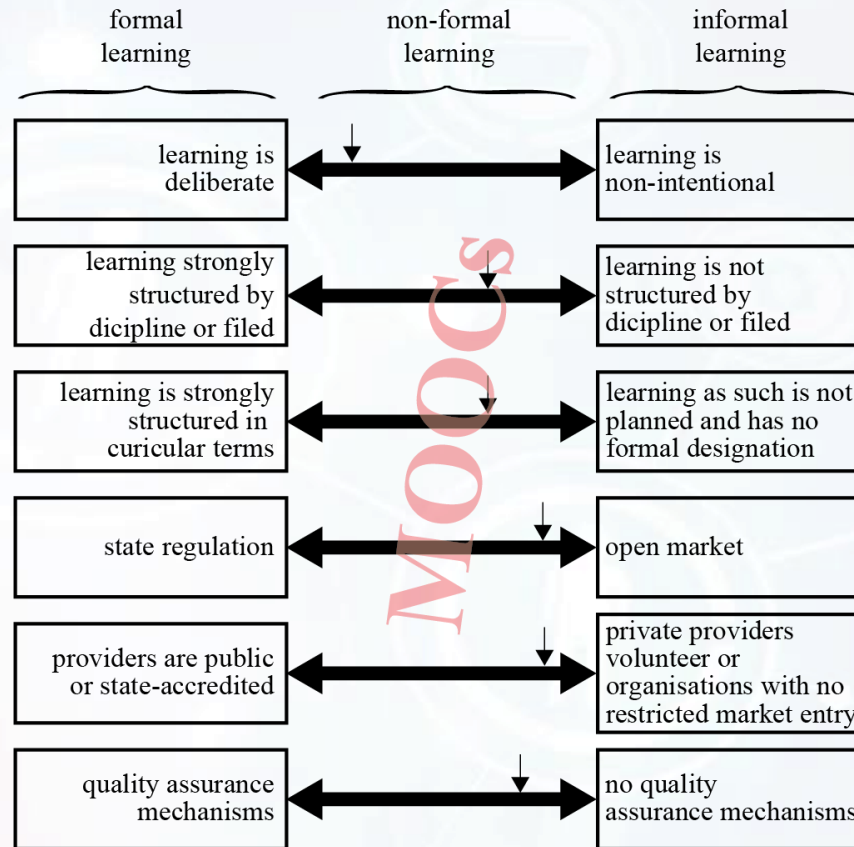 formal
learning
non-formal
learning
informal
learning
learning is
deliberate
learning is
non-intentional
learning strongly
structured by
dicipline or filed
learning is not
structured by
dicipline or filed
learning is strongly
structured in
curicular terms
learning as such is not
planned and has no
formal designation
state regulation
open market
providers are public
or state-accredited
private providers
volunteer or
organisations with no
restricted market entry
quality assurance
mechanisms
no quality
assurance mechanisms
MOOCs